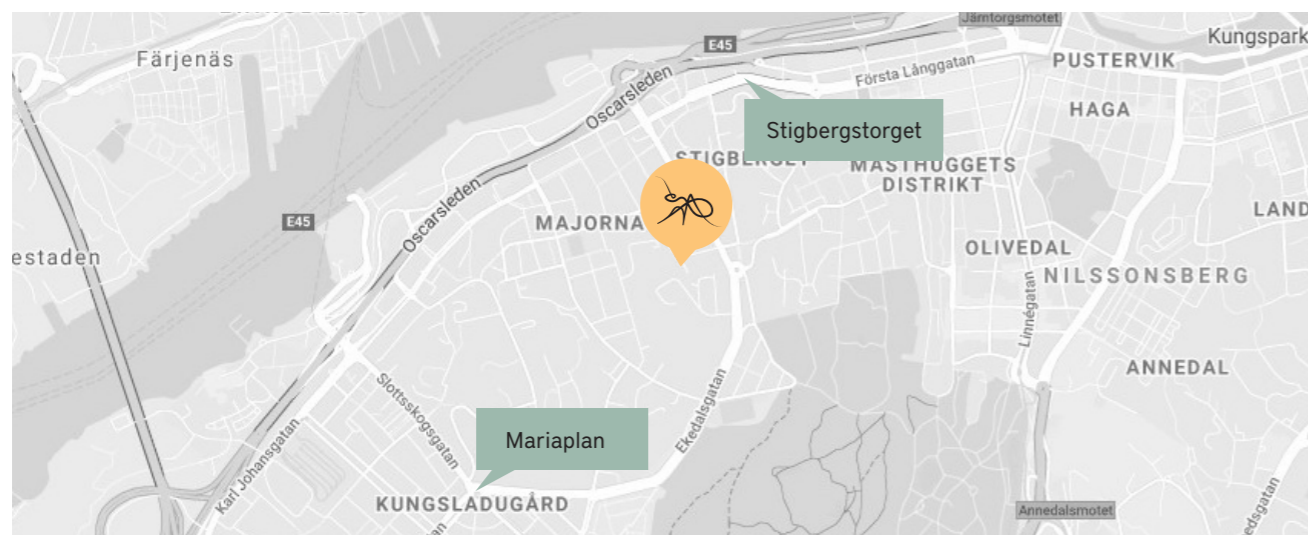 Järntorgsmotet
Kungspark
E45
Färjenäs
PUSTERVIK
Första Långgatan
Oscarsleden
HAGA
Stigbergstorget
STIGBERGET
MASTHUGGETS
DISTRIKT
LAND
E45
MAJORNA
Oscarsleden
OLIVEDAL
estaden
NILSSONSBERG
Linnégatan
ANNEDAL
Slottsskogsgatan
Ekedalsgatan
Mariaplan
Karl Johansgatan
KUNGSLADUGÅRD
Annedalsmotet
edsgatan